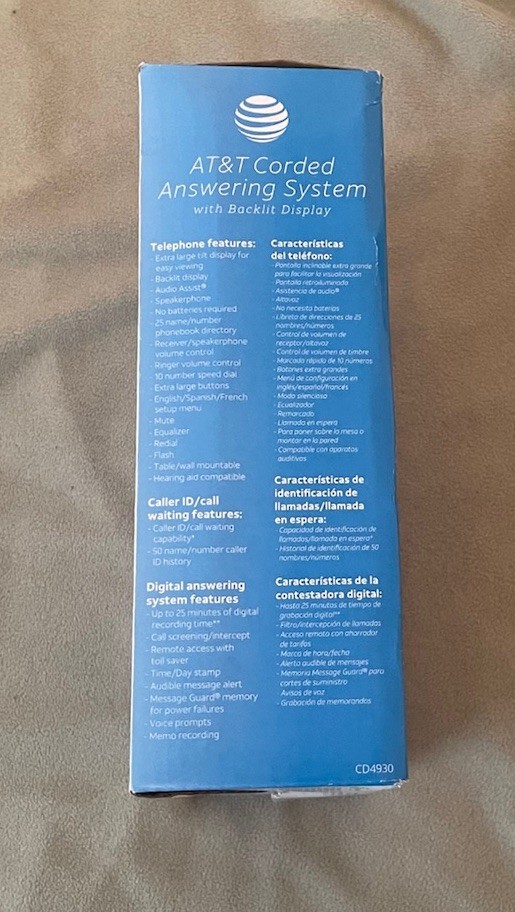 AT&T Corded
Answering System
with Backlit Display
Telephone features:
- Extra large tilt display for
easy viewing
- Backlit display
- Audio Assist®
- Speakerphone
- No batteries required
- 25 name/number
phonebook directory
- Receiver/speakerphone
volume control
- Ringer volume control
- 10 number speed dial
- Extra large buttons
- English/Spanish/French
setup menu
- Mute
- Equalizer
- Redial
- Flash
- Table/wall mountable
- Hearing aid compatible
Caller ID/call
waiting features:
- Caller ID/call waiting
capability*
- 50 name/number caller
ID history
Digital answering
system features
- Up to 25 minutes of digital
recording time**
- Call screening/intercept
- Remote access with
toll saver
- Time/Day stamp
- Audible message alert
- Message Guard® memory
for power failures
- Voice prompts
- Memo recording
Características
del teléfono:
- Pantalla inclinable extra grande
para facilitar la visualización
- Pantalla retroiluminada
- Asistencia de audio®
- Altavoz
- No necesita baterías
- Libreta de direcciones de 25
nombres/números
- Control de volumen de
receptor/altavoz
- Control de volumen de timbre
- Marcado rápido de 10 números
- Botones extra grandes
- Menú de configuración en
inglés/español/francés
- Modo silencioso
- Ecualizador
- Remarcado
- Llamada en espera
- Para poner sobre la mesa o
montar en la pared
- Compatible con aparatos
auditivos
Características de
identificación de
llamadas/llamada
en espera:
- Capacidad de identificación de
llamadas/llamada en espera*
- Historial de identificación de 50
nombres/números
Características de la
contestadora digital:
- Hasta 25 minutos de tiempo de
grabación digital**
- Filtro/intercepción de llamadas
- Acceso remoto con ahorrador
de tarifas
- Marca de hora/fecha
- Alerta audible de mensajes
- Memoria Message Guard® para
cortes de suministro
Avisos de voz
- Grabación de memorandos
CD4930